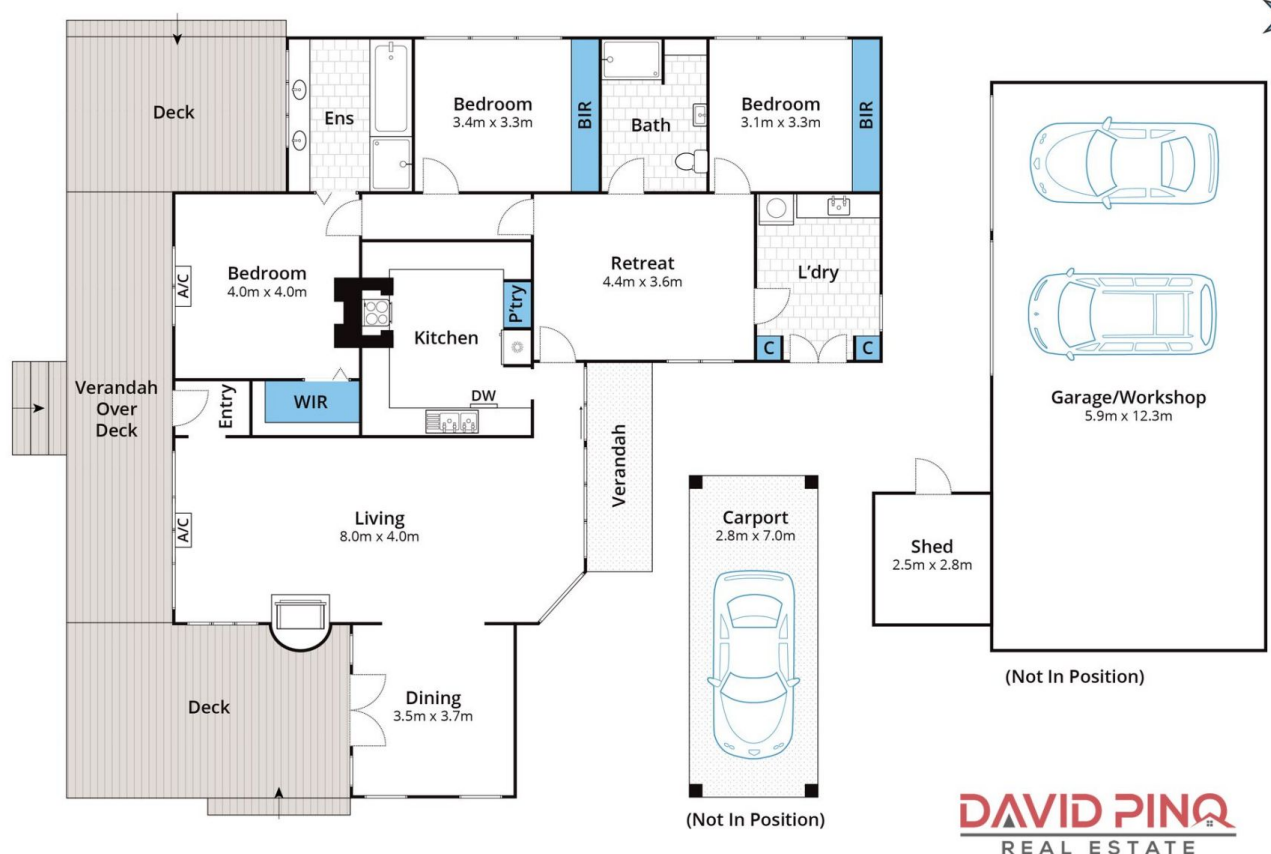 Deck
Ens
Bedroom
3.4m x 3.3m
BIR
Bath
Bedroom
3.1m x 3.3m
BIR
Bedroom
4.0m x 4.0m
A/C
Kitchen
P'try
DW
Retreat
4.4m x 3.6m
L'dry
C
C
Verandah
Over
Deck
Entry
WIR
Living
8.0m x 4.0m
A/C
Verandah
Deck
Dining
3.5m x 3.7m
Carport
2.8m x 7.0m
(Not In Position)
Shed
2.5m x 2.8m
Garage/Workshop
5.9m x 12.3m
(Not In Position)
DAVID PINQ
REAL ESTATE